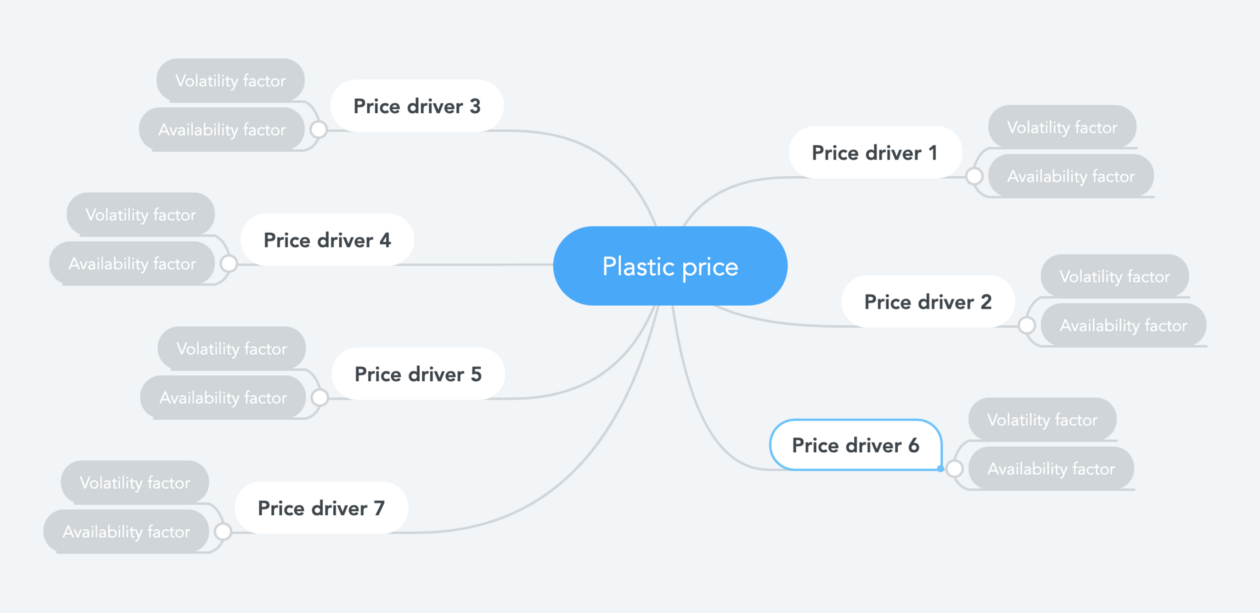 Plastic price
Price driver 1
Volatility factor
Availability factor
Price driver 2
Volatility factor
Availability factor
Price driver 3
Volatility factor
Availability factor
Price driver 4
Volatility factor
Availability factor
Price driver 5
Volatility factor
Availability factor
Price driver 6
Volatility factor
Availability factor
Price driver 7
Volatility factor
Availability factor